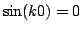 sin(k0) = 0